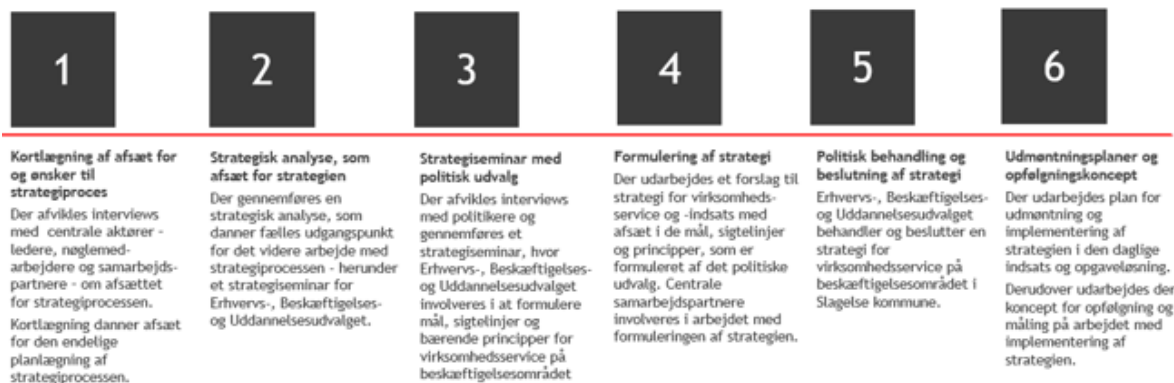 1
Kortlægning af afsæt for
og ønsker til
strategiproces
Der afvikles interviews
med centrale aktører -
ledere, nøglemed-
arbejdere og samarbejds-
partnere - om afsættet
for strategiprocessen.
Kortlægning danner afsæt
for den endelige
planlægning af
strategiprocessen.
2
Strategisk analyse, som
afsæt for strategien
Der gennemføres en
strategisk analyse, som
danner fælles udgangspunkt
for det videre arbejde med
strategiprocessen - herunder
et strategiseminar for
Erhvervs-, Beskæftigelses-
og Uddannelsesudvalget.
3
Strategiseminar med
politisk udvalg
Der afvikles interviews
med politikere og
gennemføres et
strategiseminar, hvor
Erhvervs-, Beskæftigelses-
og Uddannelsesudvalget
involveres i at formulere
mål, sigtelinjer og
bærende principper for
virksomhedsservice på
beskæftigelsesområdet
4
Formulering af strategi
Der udarbejdes et forslag til
strategi for virksomheds-
service og -indsats med
afsæt i de mål, sigtelinjer
og principper, som er
formuleret af det politiske
udvalg. Centrale
samarbejdspartnere
involveres i arbejdet med
formuleringen af strategien.
5
Politisk behandling og
beslutning af strategi
Erhvervs-, Beskæftigelses-
og Uddannelsesudvalget
behandler og beslutter en
strategi for
virksomhedsservice på
beskæftigelsesområdet i
Slagelse kommune.
6
Udmøntningsplaner og
opfølgningskoncept
Der udarbejdes plan for
udmøntning og
implementering af
strategien i den daglige
indsats og opgaveløsning.
Derudover udarbejdes der
koncept for opfølgning og
måling på arbejdet med
implementering af
strategien.